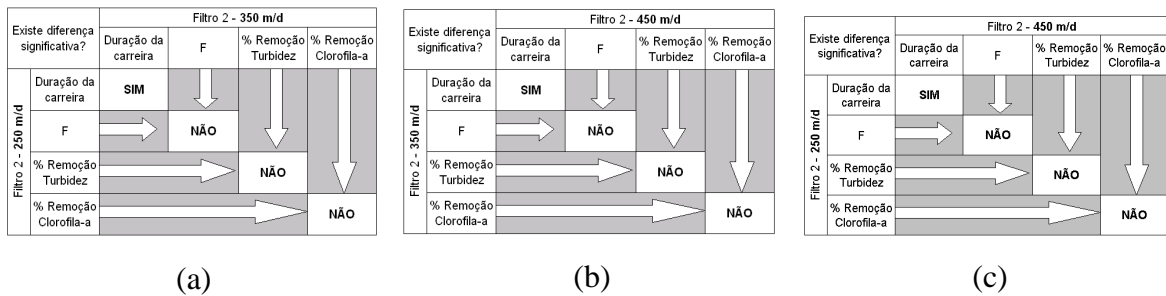 Existe diferença
significativa?
Filtro 2 - 350 m/d
Duração da
carreira
F
% Remoção
Turbidez
% Remoção
Clorofila-a
Filtro 2 - 250 m/d
Duração da
carreira
SIM
F
NÃO
% Remoção
Turbidez
NÃO
% Remoção
Clorofila-a
NÃO
(a)
Existe diferença
significativa?
Filtro 2 - 450 m/d
Duração da
carreira
F
% Remoção
Turbidez
% Remoção
Clorofila-a
Filtro 2 - 350 m/d
Duração da
carreira
SIM
F
NÃO
% Remoção
Turbidez
NÃO
% Remoção
Clorofila-a
NÃO
(b)
Existe diferença
significativa?
Filtro 2 - 450 m/d
Duração da
carreira
F
% Remoção
Turbidez
% Remoção
Clorofila-a
Filtro 2 - 250 m/d
Duração da
carreira
SIM
F
NÃO
% Remoção
Turbidez
NÃO
% Remoção
Clorofila-a
NÃO
(c)